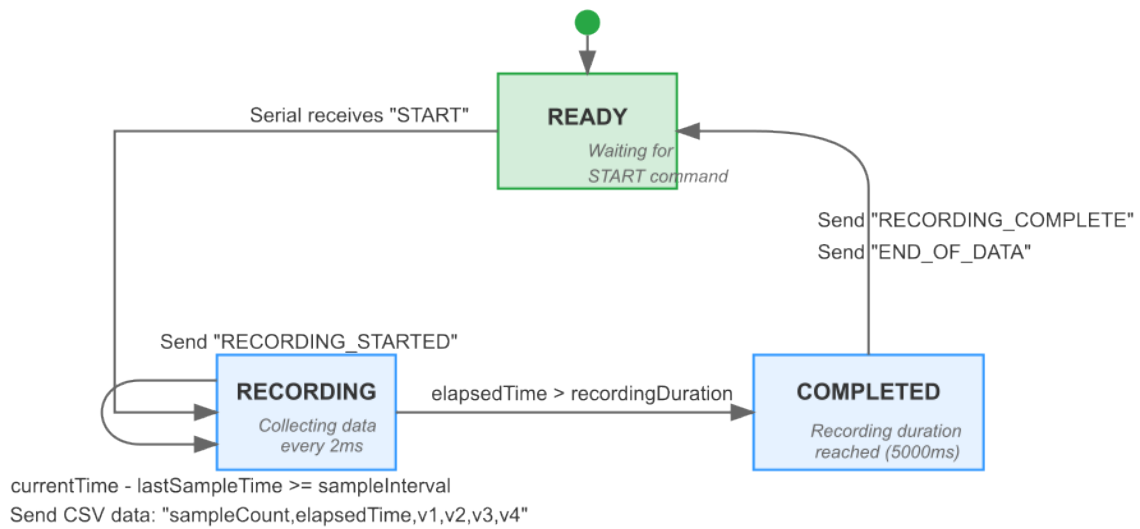 Serial receives "START"
READY
Waiting for
START command
Send "RECORDING_COMPLETE"
Send "END_OF_DATA"
Send "RECORDING_STARTED"
RECORDING
Collecting data
every 2ms
elapsedTime > recordingDuration
COMPLETED
Recording duration
reached (5000ms)
currentTime - lastSampleTime >= sampleInterval
Send CSV data: "sampleCount,elapsedTime,v1,v2,v3,v4"